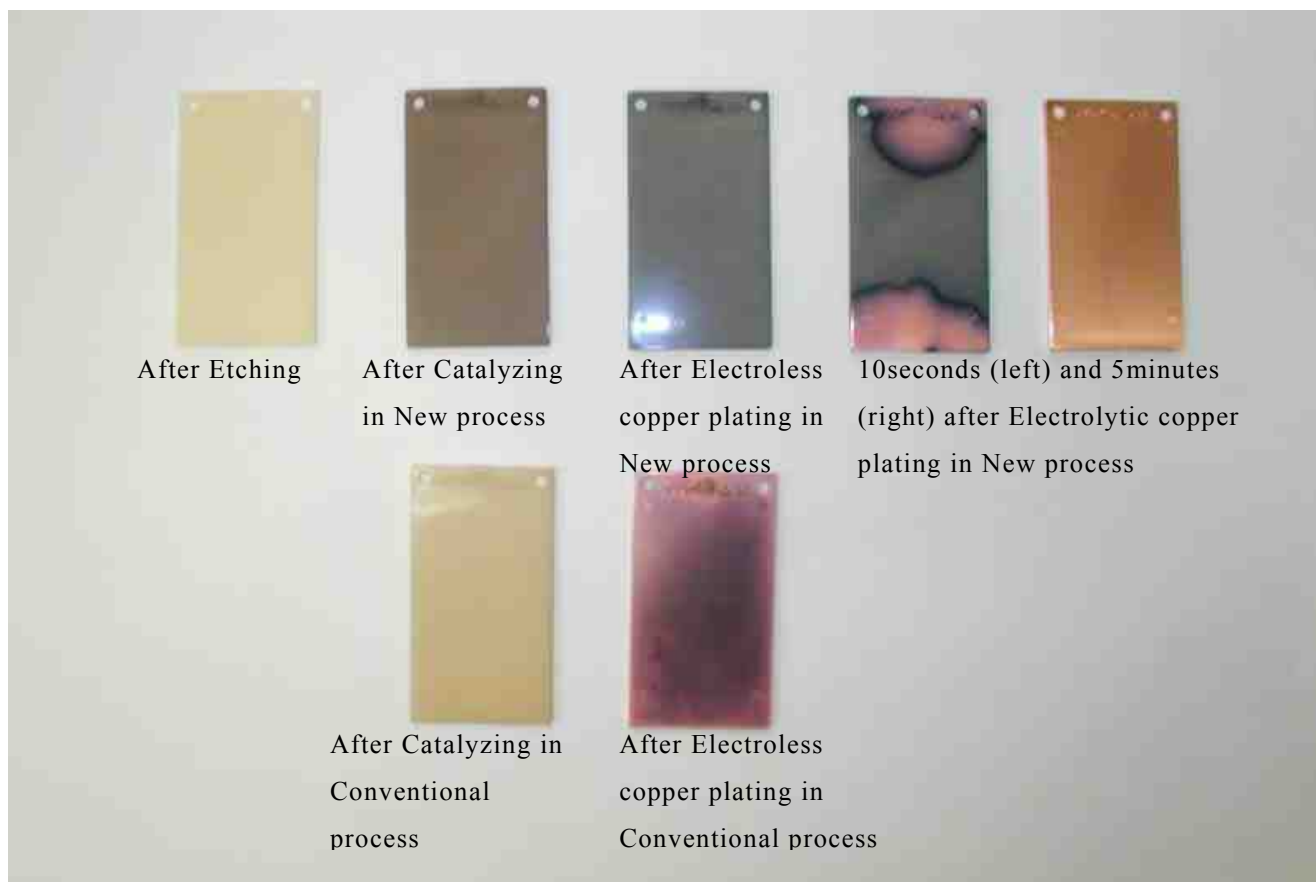 After Etching
After Catalyzing
in New process
After Electroless
copper plating in
New process
10seconds (left) and 5minutes
(right) after Electrolytic copper
plating in New process
After Catalyzing in
Conventional
process
After Electroless
copper plating in
Conventional process